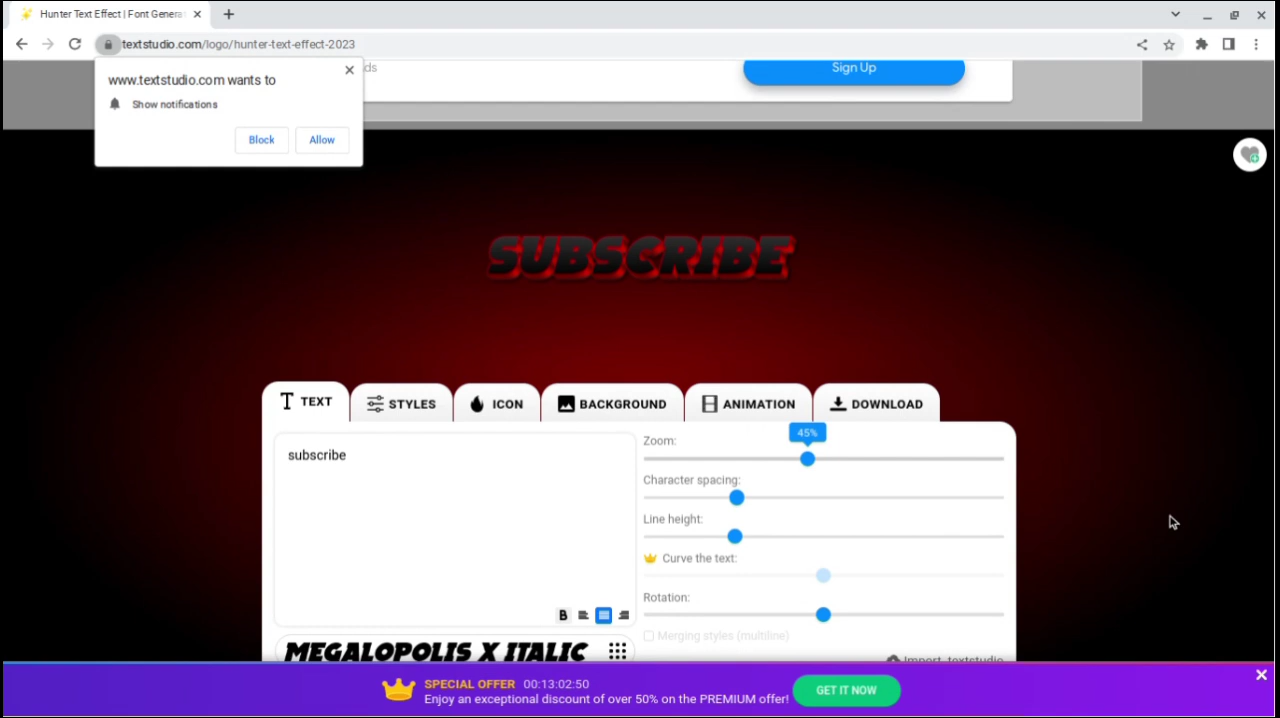 Hunter Text Effect | Font Genera
textstudio.com/logo/hunter-text-effect-2023
www.textstudio.com wants to
Show notifications
Block
Allow
ds
Sign Up
SUBSCRIBE
TEXT
STYLES
ICON
BACKGROUND
ANIMATION
DOWNLOAD
subscribe
B
Zoom:
45%
Character spacing:
Line height:
Curve the text:
Rotation:
Merging styles (multiline)
MEGALOPOLIS X ITALIC
Import .textstudio
SPECIAL OFFER 00:13:02:50
Enjoy an exceptional discount of over 50% on the PREMIUM offer!
GET IT NOW